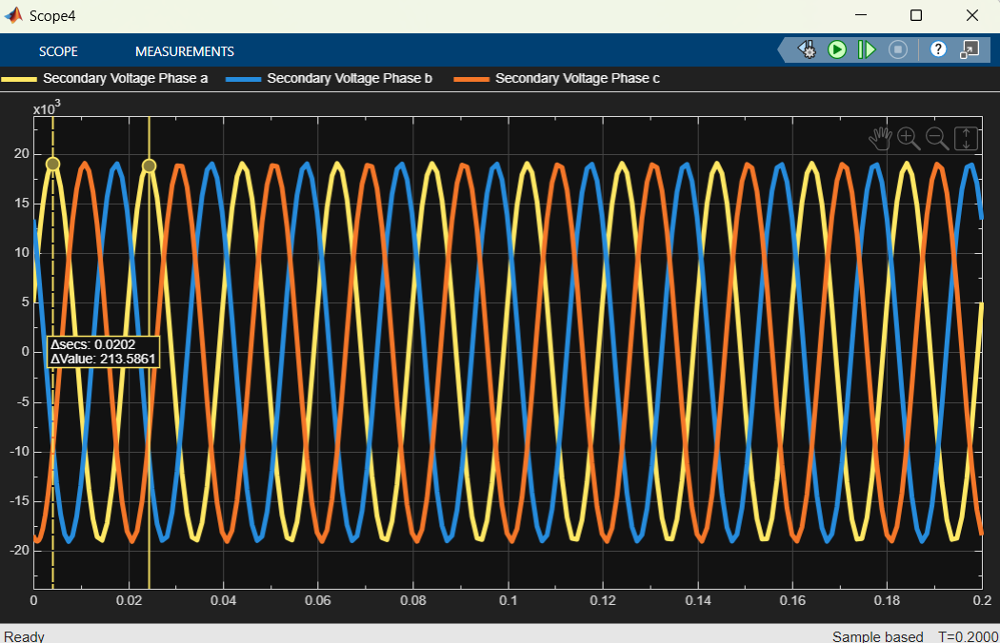 Scope4
SCOPE MEASUREMENTS
?
Secondary Voltage Phase a Secondary Voltage Phase b Secondary Voltage Phase c
x10³
20
15
10
5
0
-5
-10
-15
-20
Δsecs: 0.0202
ΔValue: 213.5861
0 0.02 0.04 0.06 0.08 0.1 0.12 0.14 0.16 0.18 0.2
Ready Sample based T=0.2000